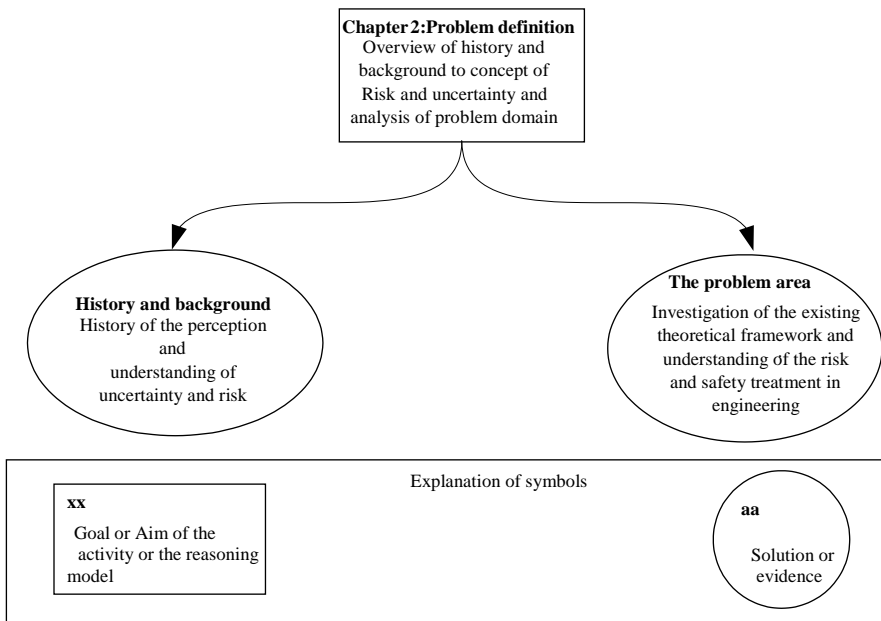 Chapter 2:Problem definition
Overview of history and
background to concept of
Risk and uncertainty and
analysis of problem domain
History and background
History of the perception
and
understanding of
uncertainty and risk
The problem area
Investigation of the existing
theoretical framework and
understanding σf the risk
and safety treatment in
engineering
Explanation of symbols
xx
Goal or Aim of the
activity or the reasoning
model
aa
Solution or
evidence